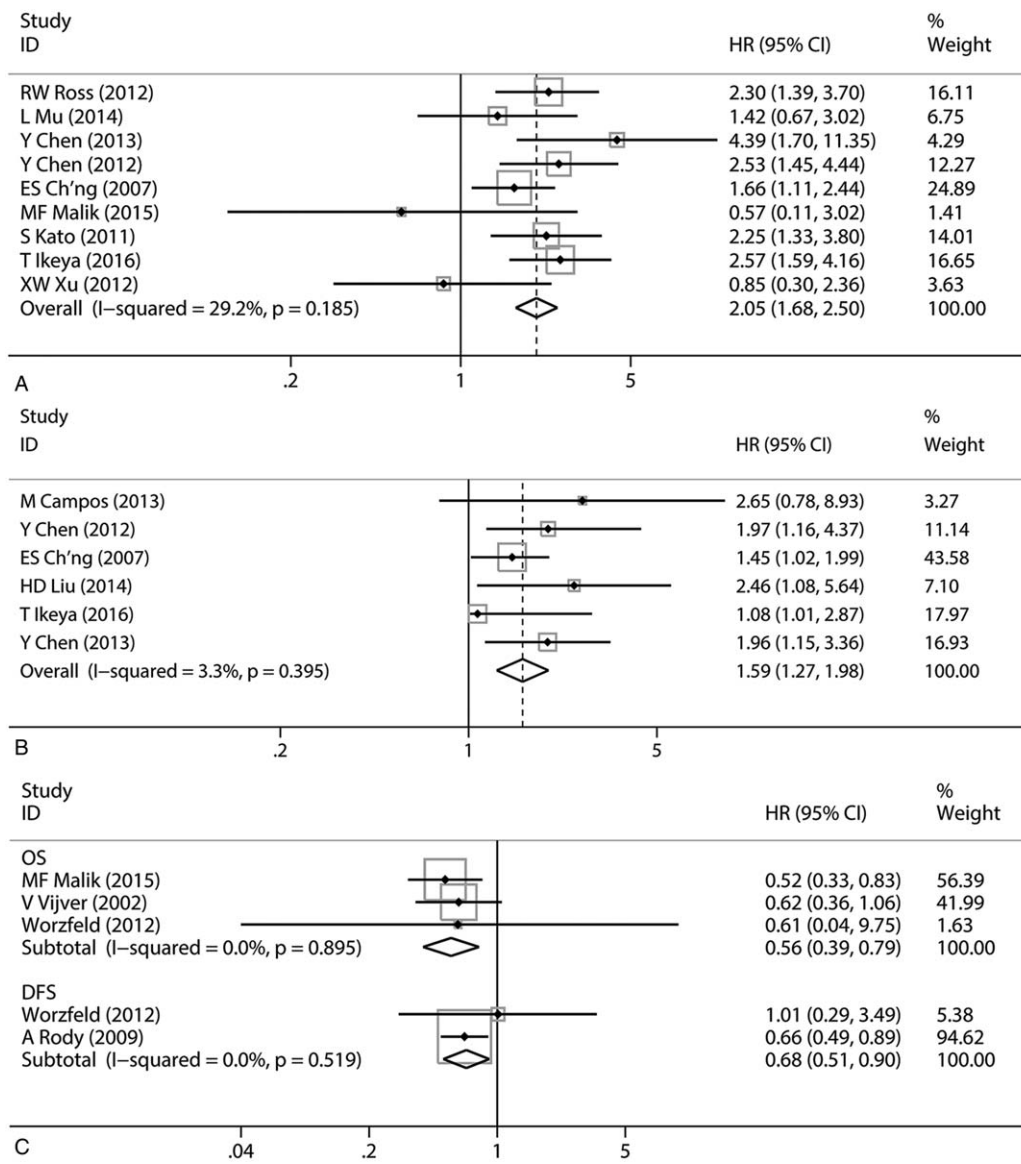 Study %
ID HR (95% CI) Weight
RW Ross (2012) 2.30 (1.39, 3.70) 16.11
L Mu (2014) 1.42 (0.67, 3.02) 6.75
Y Chen (2013) 4.39 (1.70, 11.35) 4.29
Y Chen (2012) 2.53 (1.45, 4.44) 12.27
ES Ch'ng (2007) 1.66 (1.11, 2.44) 24.89
MF Malik (2015) 0.57 (0.11, 3.02) 1.41
S Kato (2011) 2.25 (1.33, 3.80) 14.01
T Ikeya (2016) 2.57 (1.59, 4.16) 16.65
XW Xu (2012) 0.85 (0.30, 2.36) 3.63
Overall (I−squared = 29.2%, p = 0.185) 2.05 (1.68, 2.50) 100.00
.2 1 5
A
Study %
ID HR (95% CI) Weight
M Campos (2013) 2.65 (0.78, 8.93) 3.27
Y Chen (2012) 1.97 (1.16, 4.37) 11.14
ES Ch'ng (2007) 1.45 (1.02, 1.99) 43.58
HD Liu (2014) 2.46 (1.08, 5.64) 7.10
T Ikeya (2016) 1.08 (1.01, 2.87) 17.97
Y Chen (2013) 1.96 (1.15, 3.36) 16.93
Overall (I−squared = 3.3%, p = 0.395) 1.59 (1.27, 1.98) 100.00
.2 1 5
B
Study %
ID HR (95% CI) Weight
OS
MF Malik (2015) 0.52 (0.33, 0.83) 56.39
V Vijver (2002) 0.62 (0.36, 1.06) 41.99
Worzfeld (2012) 0.61 (0.04, 9.75) 1.63
Subtotal (I−squared = 0.0%, p = 0.895) 0.56 (0.39, 0.79) 100.00
DFS
Worzfeld (2012) 1.01 (0.29, 3.49) 5.38
A Rody (2009) 0.66 (0.49, 0.89) 94.62
Subtotal (I−squared = 0.0%, p = 0.519) 0.68 (0.51, 0.90) 100.00
.04 .2 1 5
C